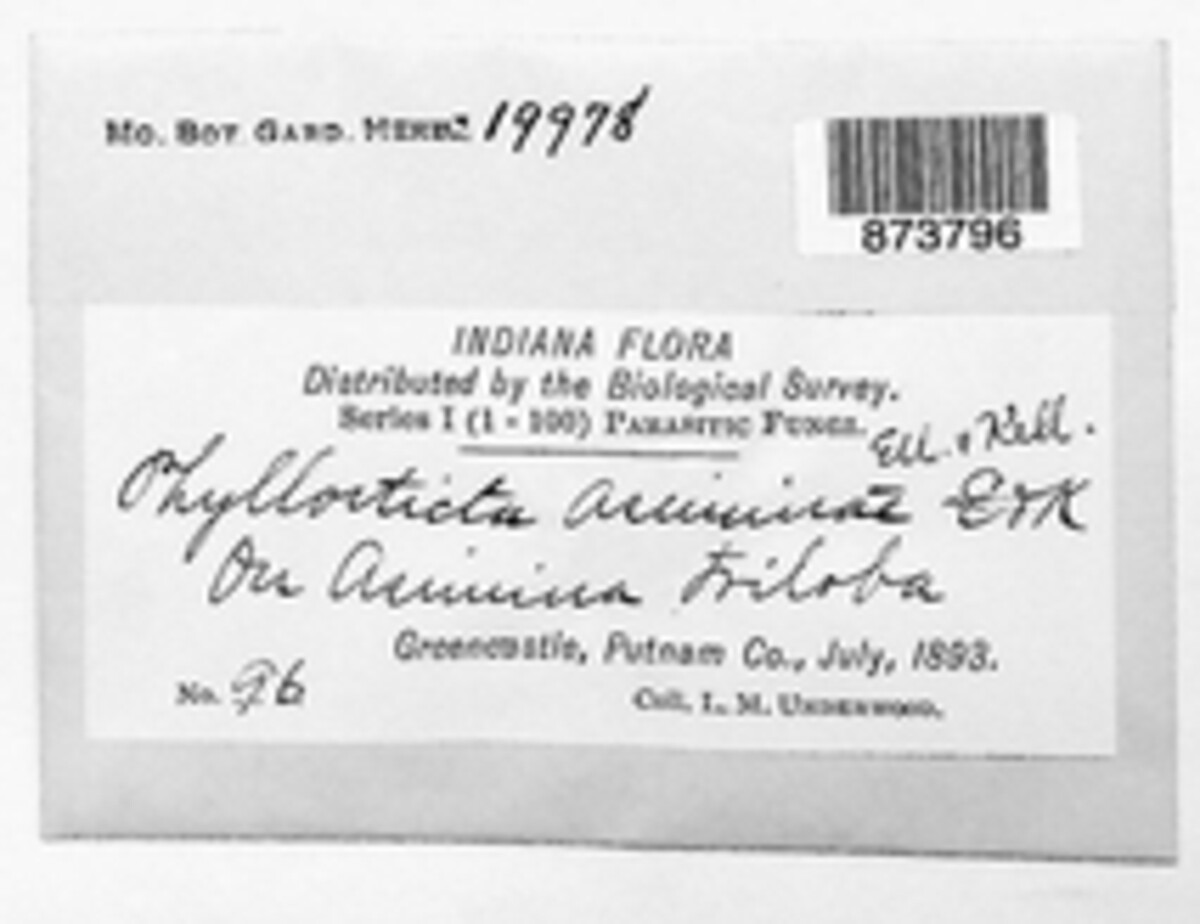 Mo. Bot. Gard. Herb. 19978
873796
INDIANA FLORA
Distributed by the Biological Survey.
Series I (1-100) Parasitic Fungi.
Ell. & Kell.
Phyllosticta asiminae E&K
On Asimina triloba
Greencastle, Putnam Co., July, 1893.
No. 96
Coll. L. M. Underwood.